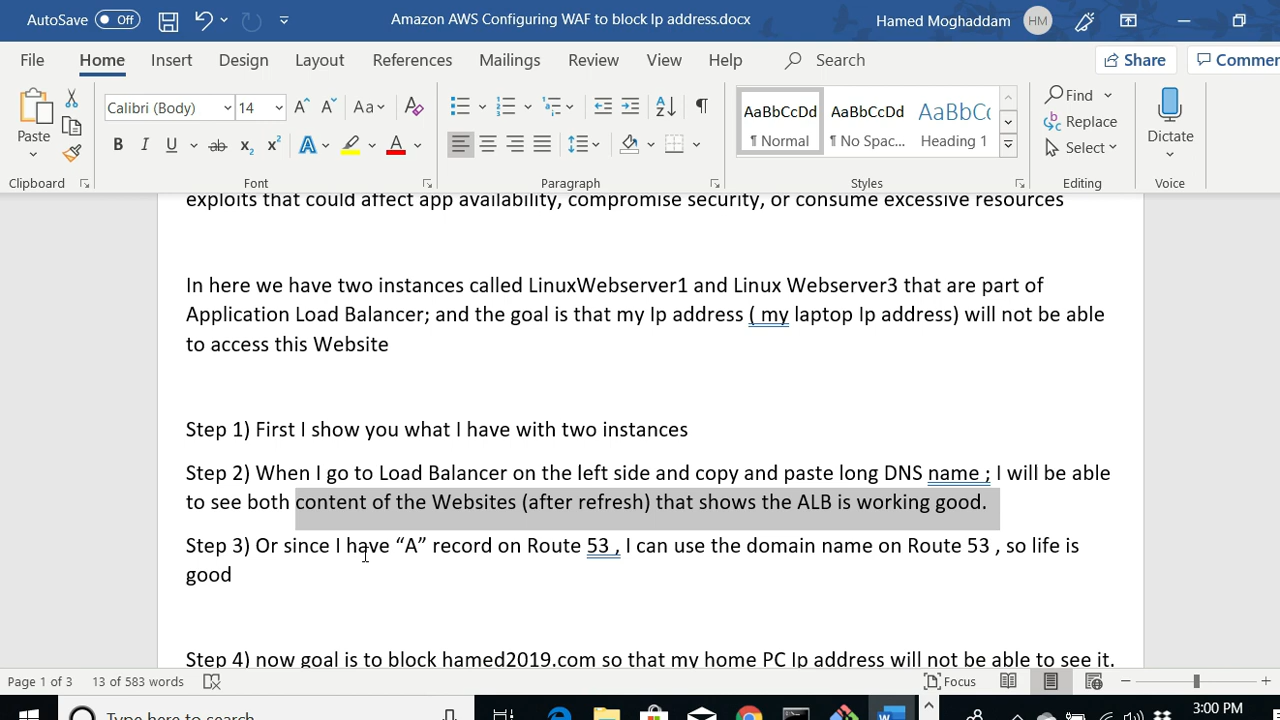 AutoSave Off Amazon AWS Configuring WAF to block Ip address.docx Hamed Moghaddam HM
File Home Insert Design Layout References Mailings Review View Help Search Share Commer
Calibri (Body) 14 Aa
Paste
B I U ab x₂ x² A A
AaBbCcDd AaBbCcDd AaBbCc
¶ Normal ¶ No Spac... Heading 1
Find
Replace
Select
Dictate
Clipboard Font Paragraph Styles Editing Voice
exploits that could affect app availability, compromise security, or consume excessive resources
In here we have two instances called LinuxWebserver1 and Linux Webserver3 that are part of
Application Load Balancer; and the goal is that my Ip address ( my laptop Ip address) will not be able
to access this Website
Step 1) First I show you what I have with two instances
Step 2) When I go to Load Balancer on the left side and copy and paste long DNS name ; I will be able
to see both content of the Websites (after refresh) that shows the ALB is working good.
Step 3) Or since I have “A” record on Route 53 , I can use the domain name on Route 53 , so life is
good
Step 4) now goal is to block hamed2019.com so that my home PC Ip address will not be able to see it.
Page 1 of 3 13 of 583 words Focus
Type here to search 3:00 PM